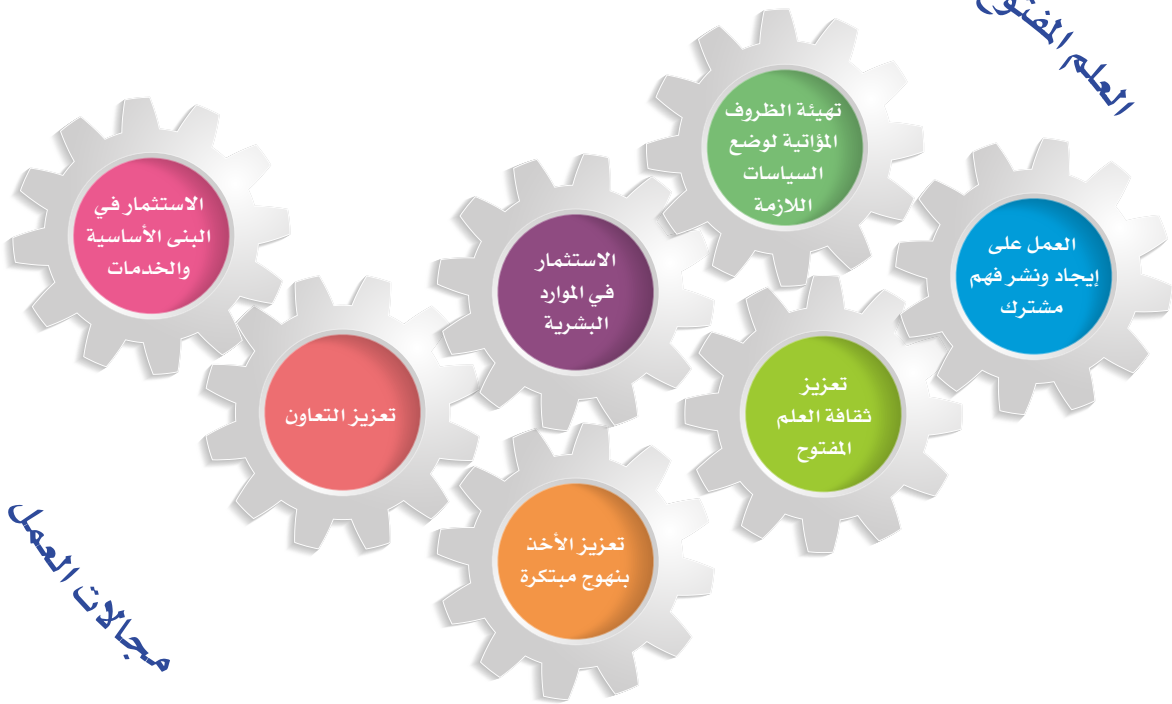 العلم المفتوح
تهيئة الظروف
المؤاتية لوضع
السياسات
اللازمة
العمل على
إيجاد ونشر فهم
مشترك
الاستثمار
في الموارد
البشرية
الاستثمار في
البنى الأساسية
والخدمات
تعزيز
ثقافة العلم
المفتوح
تعزيز التعاون
تعزيز الأخذ
بنهوج مبتكرة
مجالات العمل